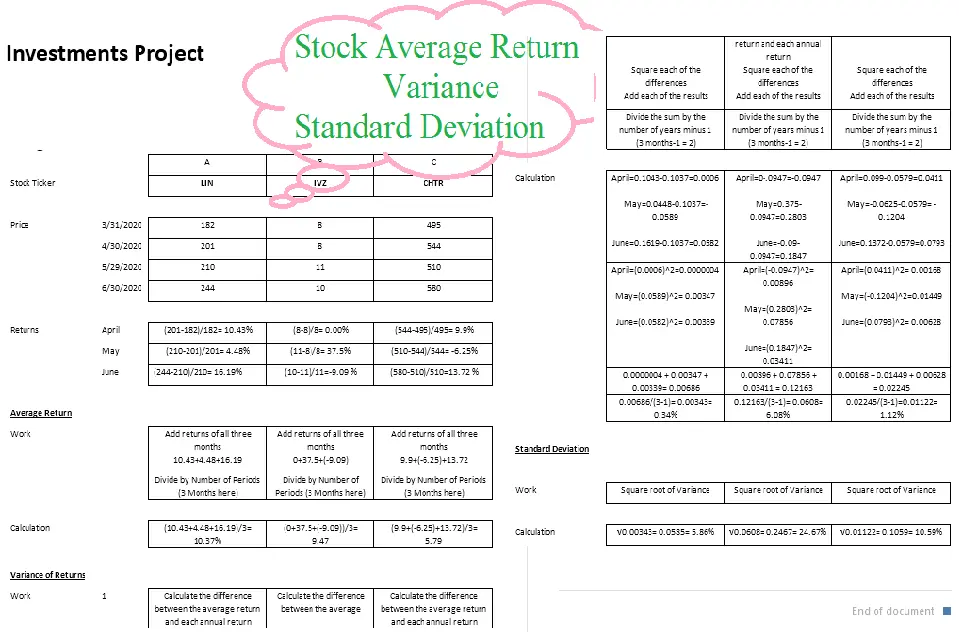 Investments Project
Stock Average Return
Variance
Standard Deviation
A C
Stock Ticker LIN IVZ CHTR
Price 3/31/2020 182 8 495
4/30/2020 201 8 544
5/29/2020 210 11 510
6/30/2020 244 10 580
Returns April (201-182)/182= 10.43% (8-8)/8= 0.00% (544-495)/495= 9.9%
May (210-201)/201= 4.48% (11-8)/8= 37.5% (510-544)/544= -6.25%
June (244-210)/210= 16.19% (10-11)/11=-9.09 % (580-510)/510=13.72 %
Average Return
Work Add returns of all three Add returns of all three Add returns of all three
months months months
10.43+4.48+16.19 0+37.5+(-9.09) 9.9+(-6.25)+13.72
Divide by Number of Periods Divide by Number of Divide by Number of Periods
(3 Months here) Periods (3 Months here) (3 Months here)
Calculation (10.43+4.48+16.19/3= (0+37.5+(-9.09))/3= (9.9+(-6.25)+13.72)/3=
10.37% 9.47 5.79
Variance of Returns
Work 1 Calculate the difference Calculate the difference Calculate the difference
between the average return between the average between the average return
and each annual return and each annual return
return and each annual
return
Square each of the Square each of the Square each of the
differences differences differences
Add each of the results Add each of the results Add each of the results
Divide the sum by the Divide the sum by the Divide the sum by the
number of years minus 1 number of years minus 1 number of years minus 1
(3 months-1 = 2) (3 months-1 = 2) (3 months-1 = 2)
Calculation April=0.1043-0.1037=0.0006 April=0-.0947=-0.0947 April=0.099-0.0579=0.0411
May=0.0448-0.1037=- May=0.375- May=-0.0625-0.0579= -
0.0589 0.0947=0.2803 0.1204
June=0.1619-0.1037=0.0582 June=-0.09- June=0.1372-0.0579=0.0793
0.0947=0.1847
April=(0.0006)^2=0.0000004 April=(-0.0947)^2= April=(0.0411)^2= 0.00168
0.00896
May=(0.0589)^2= 0.00347 May=(-0.1204)^2=0.01449
May=(0.2803)^2=
June=(0.0582)^2= 0.00339 0.07856 June=(0.0793)^2= 0.00628
June=(0.1847)^2=
0.03411
0.0000004 + 0.00347 + 0.00896 + 0.07856 + 0.00168 + 0.01449 + 0.00628
0.00339= 0.00686 0.03411 = 0.12163 = 0.02245
0.00686/(3-1)= 0.00343= 0.12163/(3-1)= 0.0608= 0.02245/(3-1)=0.01122=
0.34% 6.08% 1.12%
Standard Deviation
Work Square root of Variance Square root of Variance Square root of Variance
Calculation √0.00343= 0.0585= 5.86% √0.0608= 0.2467= 24.67% √0.01122= 0.1059= 10.59%
End of document